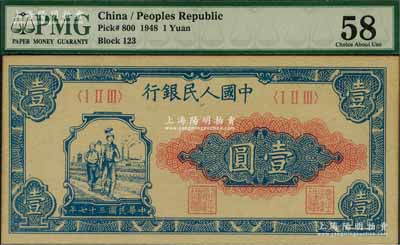 PMG
PAPER MONEY GUARANTY
China / Peoples Republic
Pick# 800 1948 1 Yuan
Block 123
58
Choice About Unc
壹 壹
行銀民人國中
〈I II III〉 〈I II III〉
上海陽明拍賣
圓壹
年七十三國民華中
壹 壹